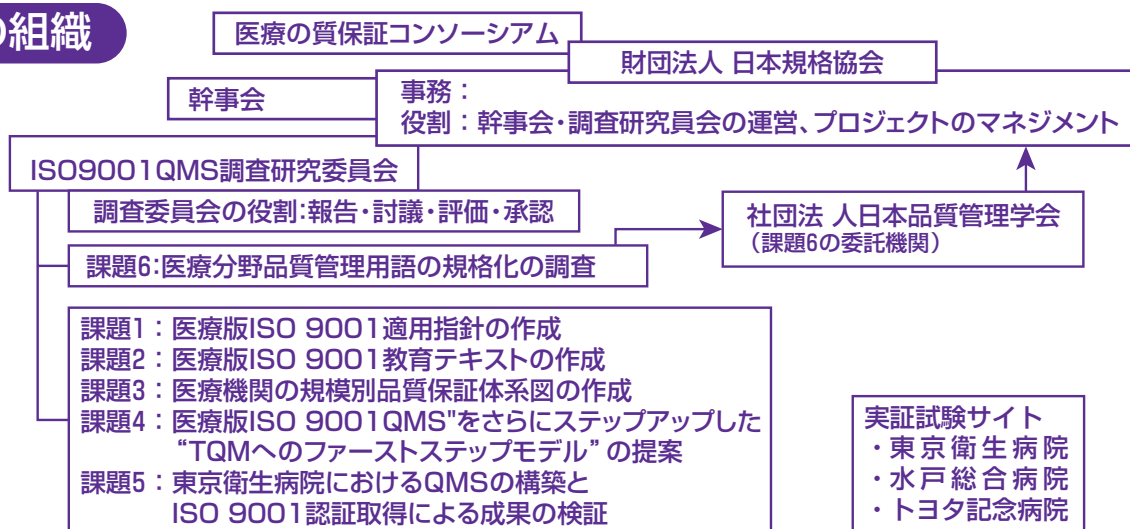 の組織
医療の質保証コンソーシアム
財団法人 日本規格協会
幹事会
事務：
役割：幹事会・調査研究員会の運営、プロジェクトのマネジメント
ISO9001QMS調査研究委員会
調査委員会の役割:報告・討議・評価・承認
社団法 人日本品質管理学会
（課題6の委託機関）
課題6:医療分野品質管理用語の規格化の調査
課題1：医療版ISO 9001適用指針の作成
課題2：医療版ISO 9001教育テキストの作成
課題3：医療機関の規模別品質保証体系図の作成
課題4：医療版ISO 9001QMS"をさらにステップアップした
“TQMへのファーストステップモデル”の提案
課題5：東京衛生病院におけるQMSの構築と
ISO 9001認証取得による成果の検証
実証試験サイト
・東京衛生病院
・水戸総合病院
・トヨタ記念病院